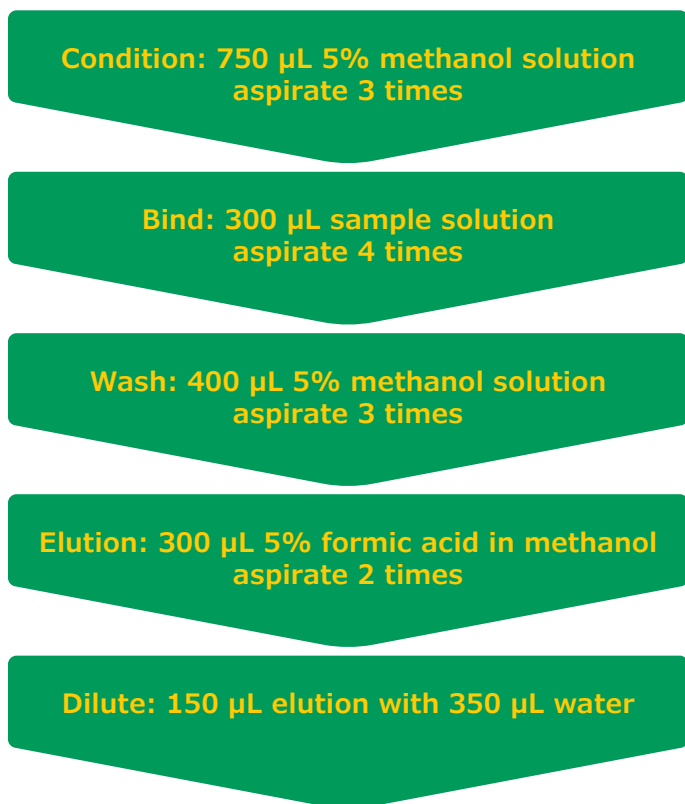 Condition: 750 µL 5% methanol solution
aspirate 3 times
Bind: 300 µL sample solution
aspirate 4 times
Wash: 400 µL 5% methanol solution
aspirate 3 times
Elution: 300 µL 5% formic acid in methanol
aspirate 2 times
Dilute: 150 µL elution with 350 µL water